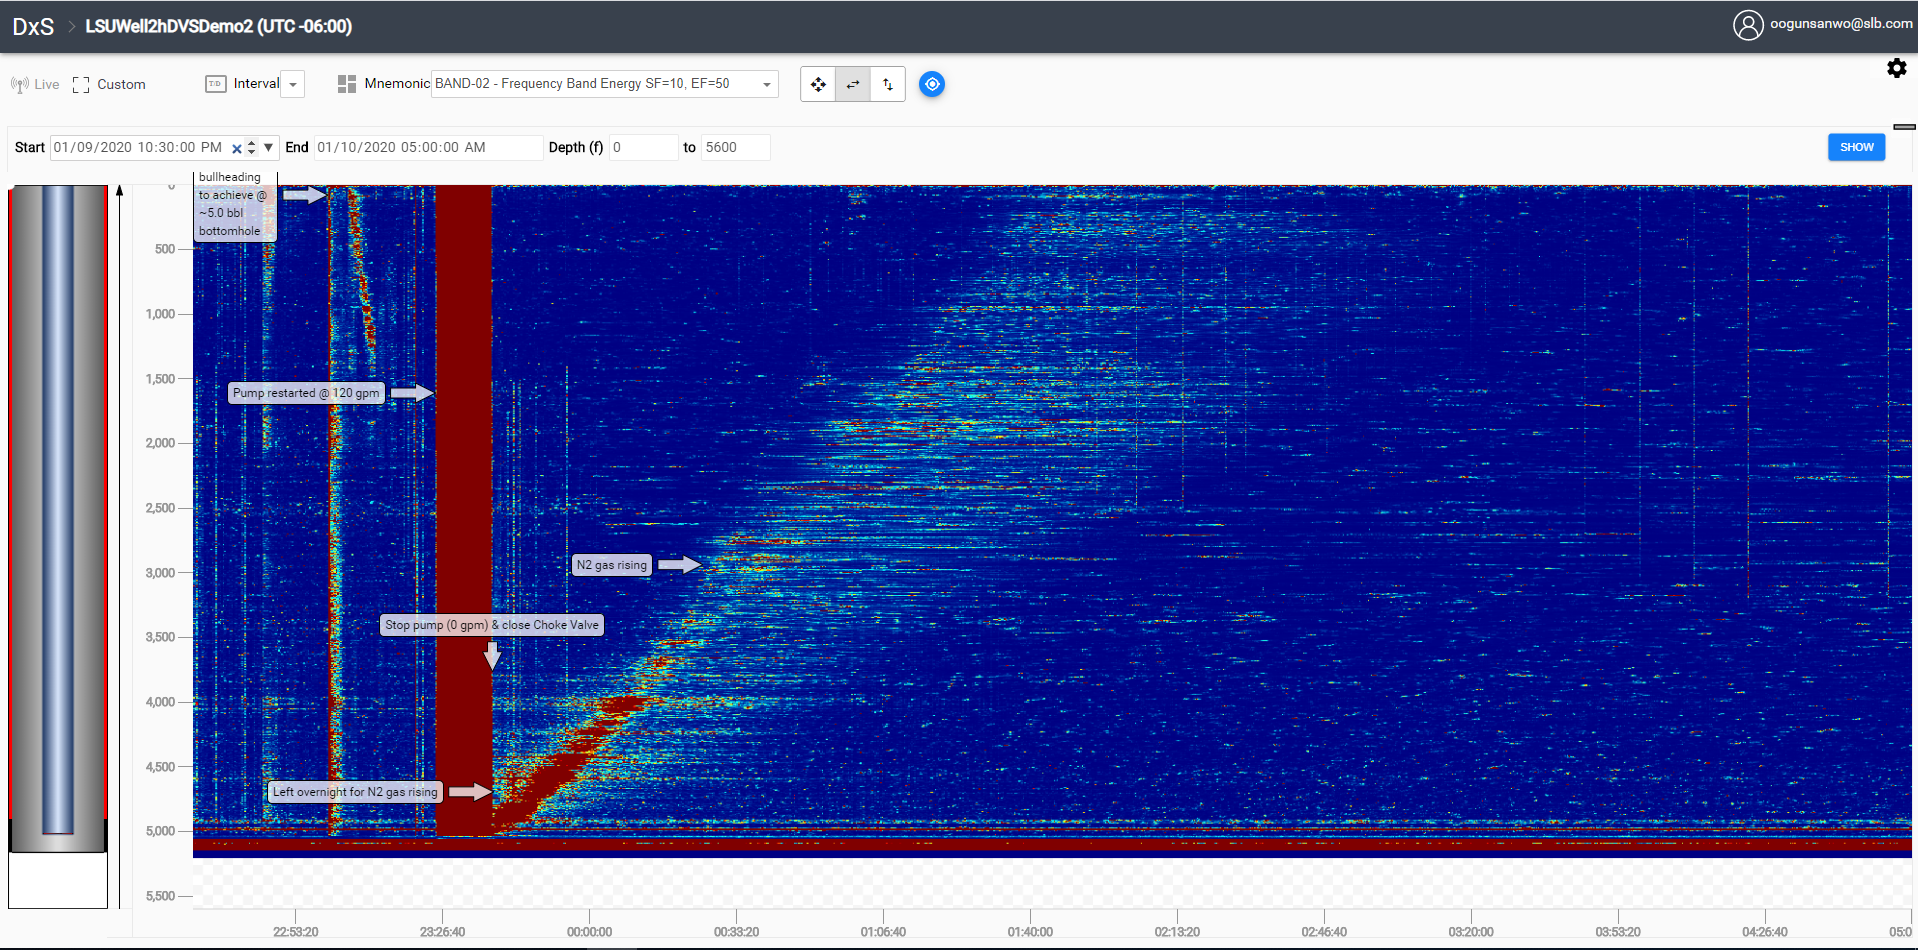 DxS > LSUWell2hDVSDemo2 (UTC -06:00) oogunsanwo@slb.com
Live Custom T/D Interval Mnemonic BAND-02 - Frequency Band Energy SF=10, EF=50
Start 01/09/2020 10:30:00 PM End 01/10/2020 05:00:00 AM Depth (f) 0 to 5600 SHOW
bullheading
to achieve @
~5.0 bbl
bottomhole
0
500
1,000
1,500
Pump restarted @ 120 gpm
2,000
2,500
N2 gas rising
3,000
Stop pump (0 gpm) & close Choke Valve
3,500
4,000
4,500
Left overnight for N2 gas rising
5,000
5,500
22:53:20 23:26:40 00:00:00 00:33:20 01:06:40 01:40:00 02:13:20 02:46:40 03:20:00 03:53:20 04:26:40 05:0